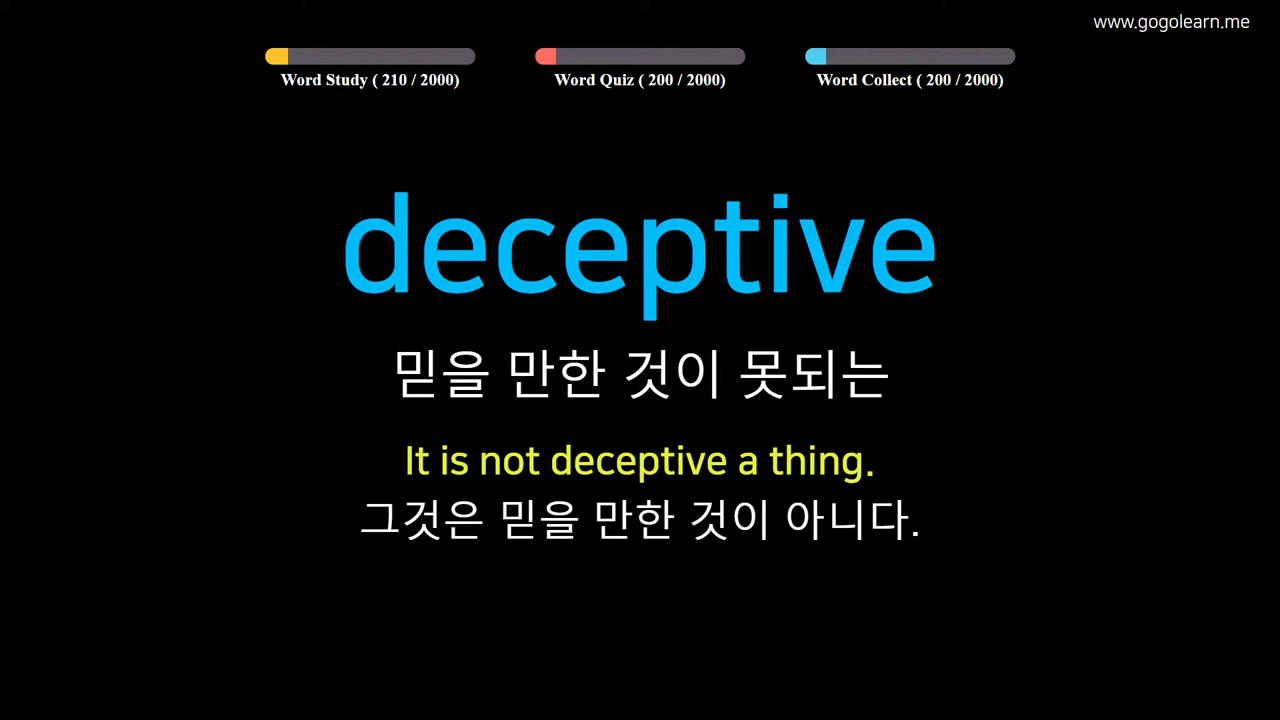 www.gogolearn.me
Word Study ( 210 / 2000)
Word Quiz ( 200 / 2000)
Word Collect ( 200 / 2000)
deceptive
믿을 만한 것이 못되는
It is not deceptive a thing.
그것은 믿을 만한 것이 아니다.